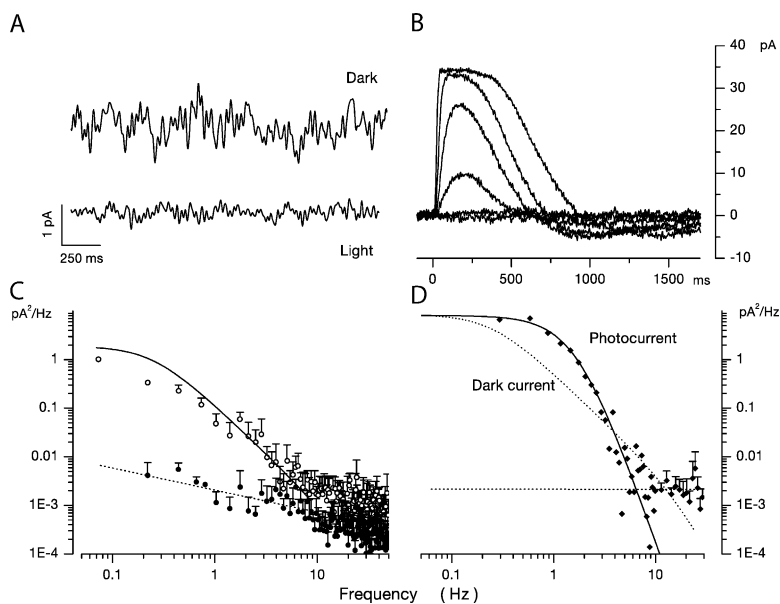 A
Dark
1 pA
250 ms
Light
B
pA
40
30
20
10
0
-10
0 500 1000 1500 ms
C
pA²/Hz
1
0.1
0.01
1E-3
1E-4
0.1 1 10
D
pA²/Hz
Photocurrent
Dark current
1
0.1
0.01
1E-3
1E-4
0.1 1 10
Frequency (Hz)